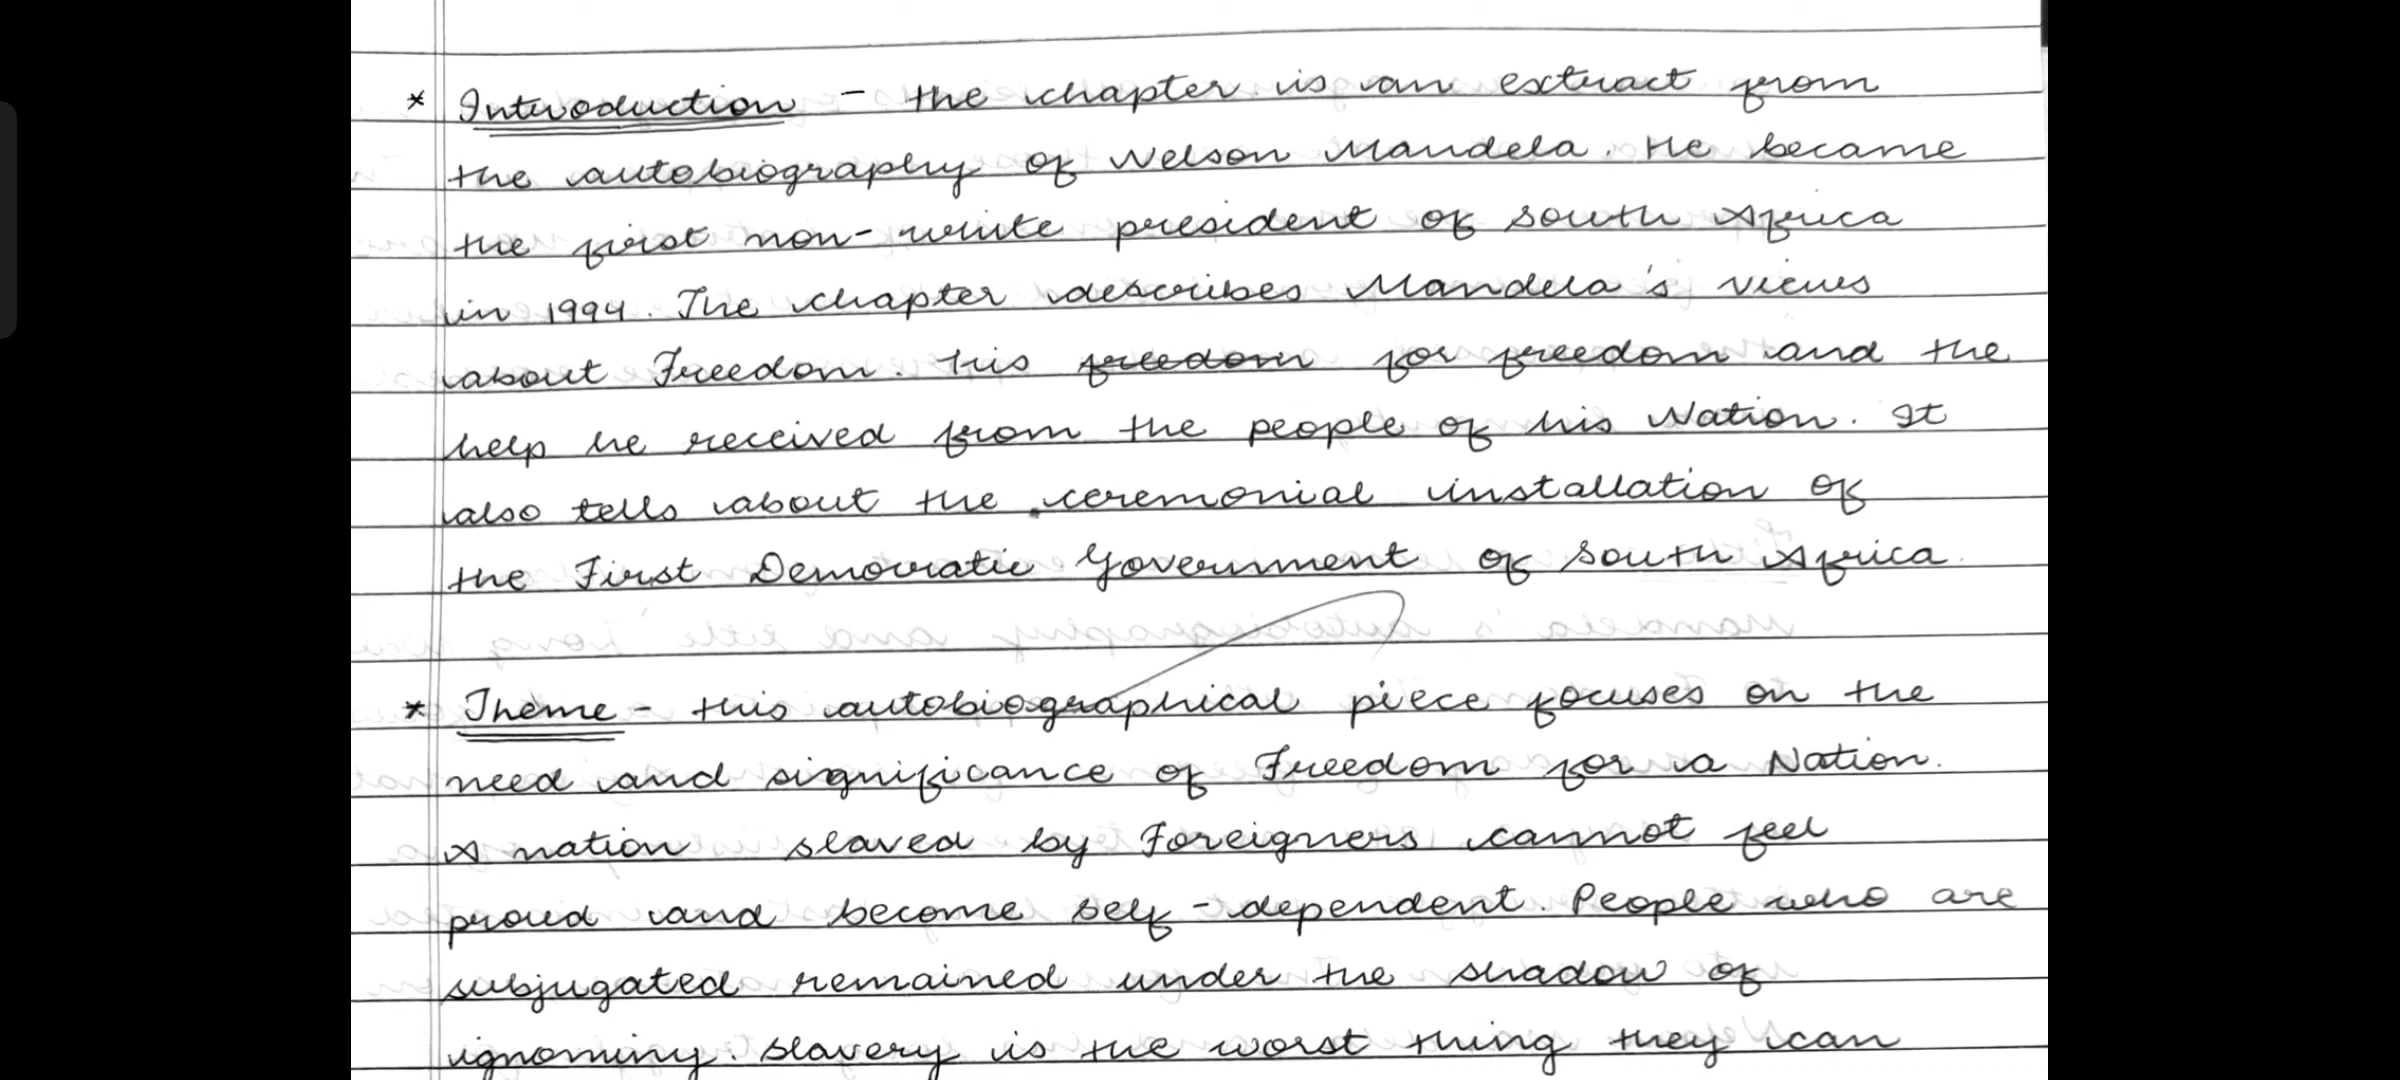 * Introduction - the chapter is an extract from
the autobiography of Nelson Mandela. He became
the first non-white president of South Africa
in 1994. The chapter describes Mandela's views
about Freedom. his freedom for freedom and the
help he received from the people of his Nation. It
also tells about the ceremonial installation of
the First Democratic Government of South Africa.
* Theme - this autobiographical piece focuses on the
need and significance of Freedom for a Nation.
A nation slaved by Foreigners cannot feel
proud and become self-dependent. People who are
subjugated remained under the shadow of
ignominy. Slavery is the worst thing they can